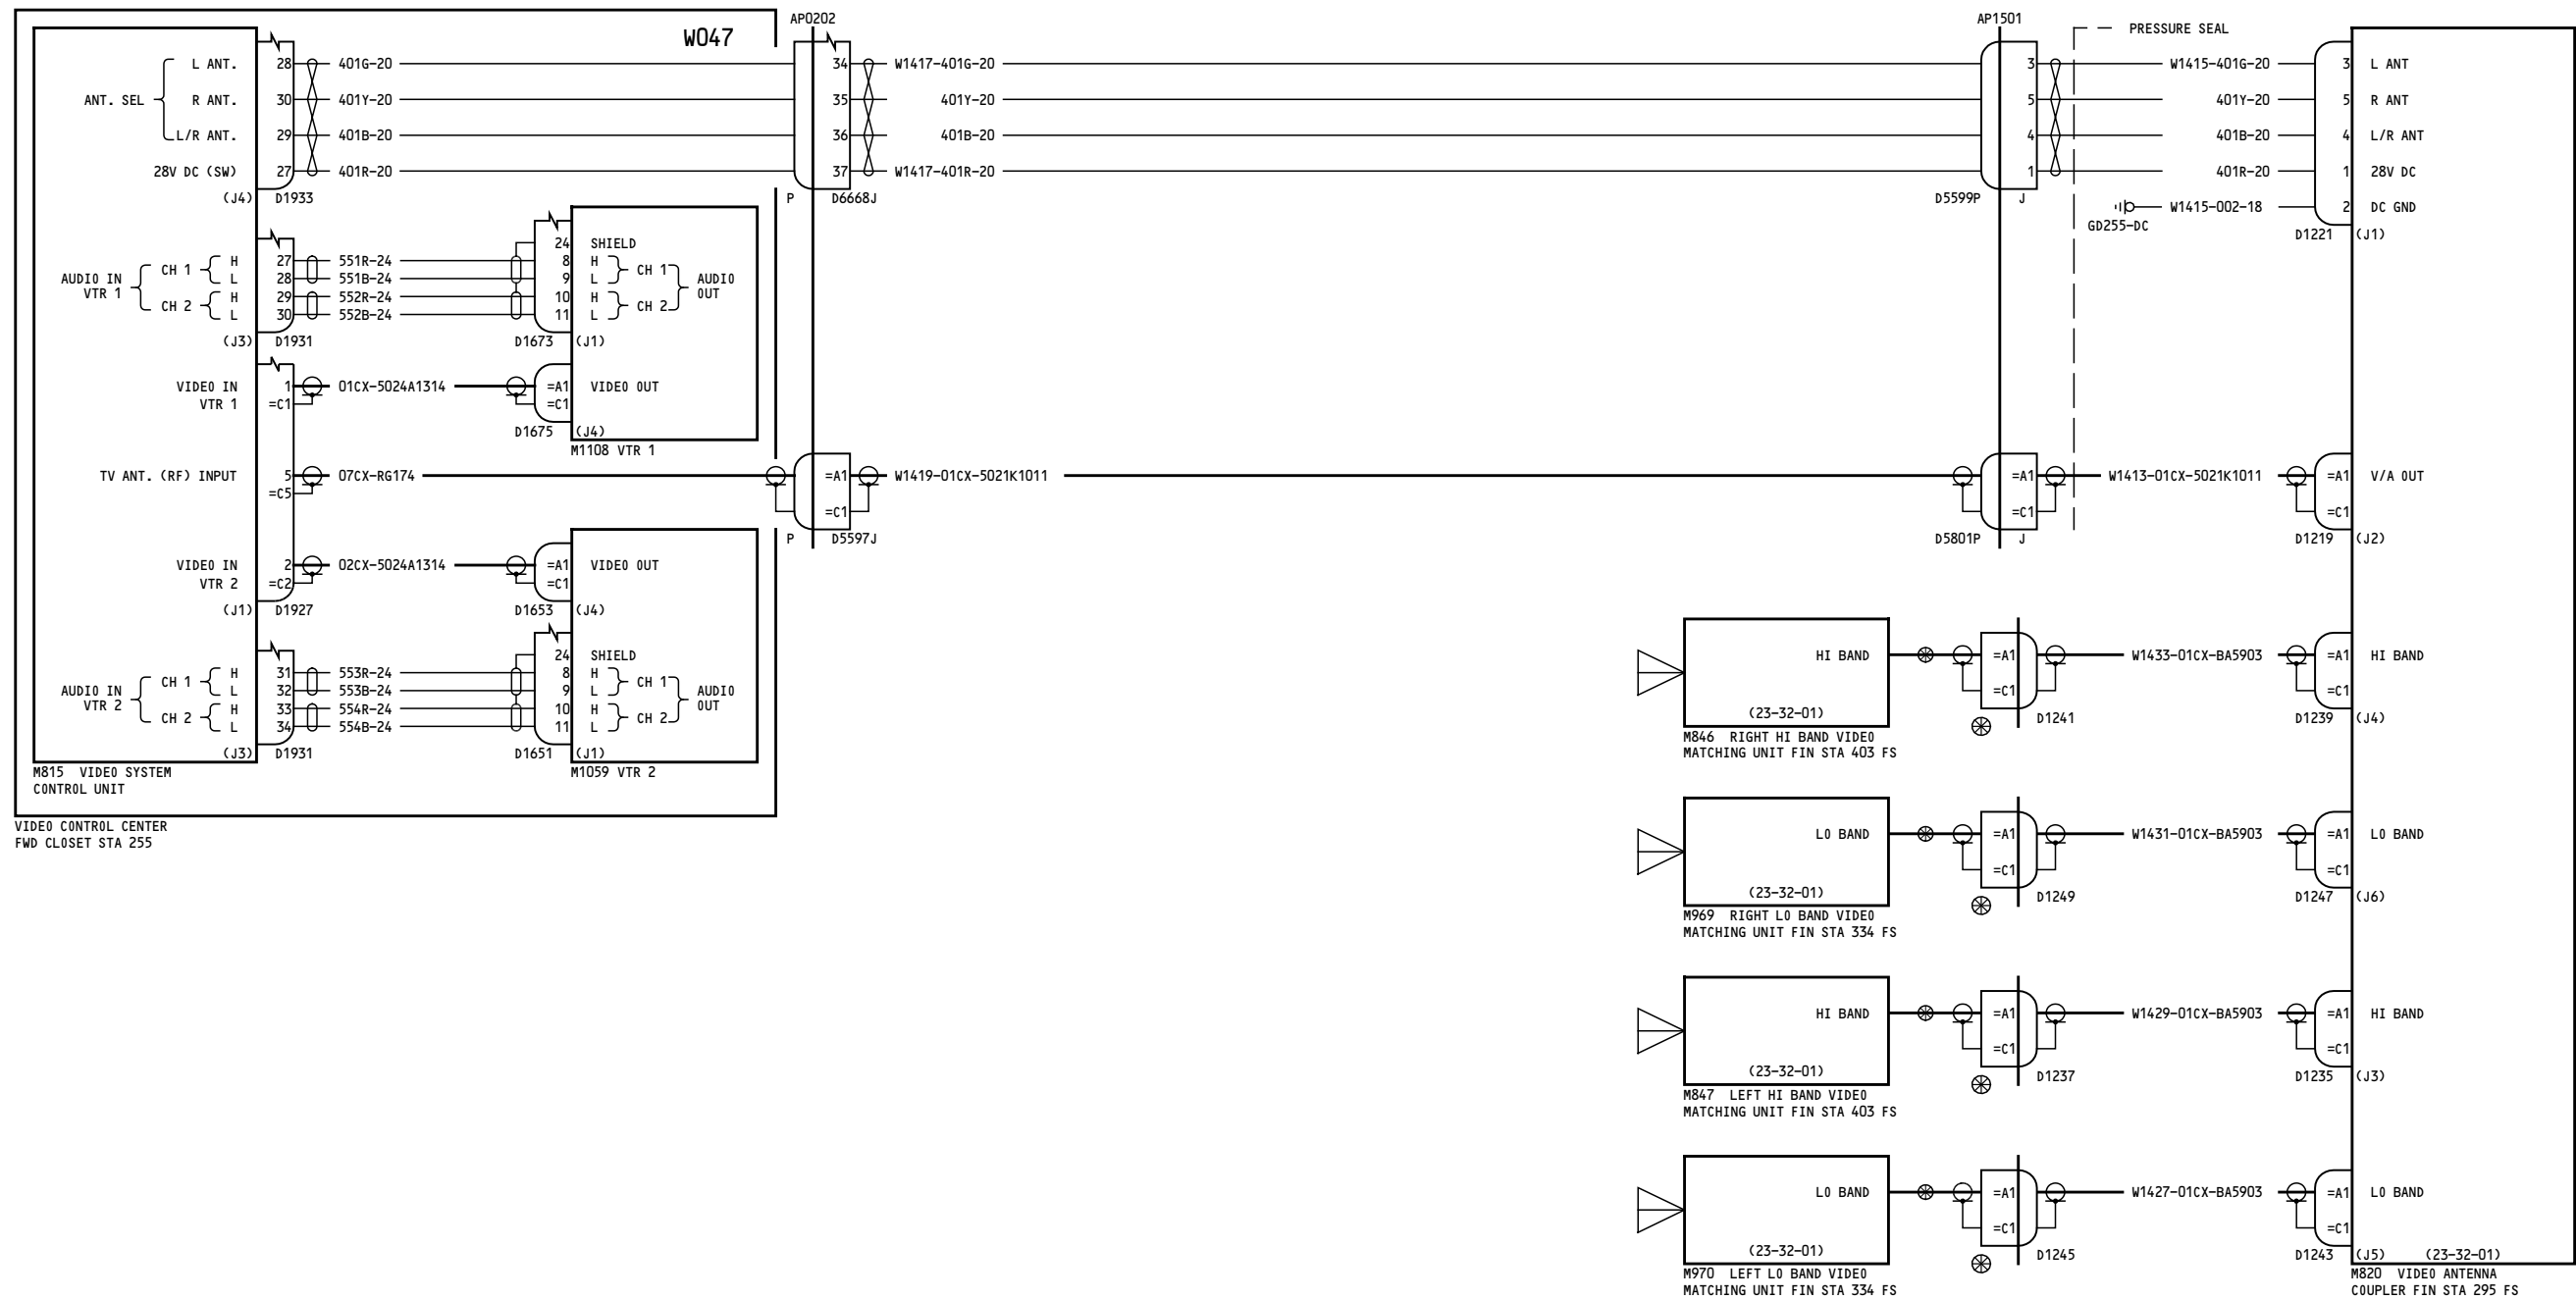 W047
AP0202
AP1501
PRESSURE SEAL
ANT. SEL
L ANT. 28 401G-20 34 W1417-401G-20 3 W1415-401G-20 3 L ANT
R ANT. 30 401Y-20 35 401Y-20 5 401Y-20 5 R ANT
L/R ANT. 29 401B-20 36 401B-20 4 401B-20 4 L/R ANT
28V DC (SW) 27 401R-20 37 W1417-401R-20 1 401R-20 1 28V DC
(J4) D1933 P D6668J D5599P J
GD255-DC W1415-002-18 2 DC GND
D1221 (J1)
24 SHIELD
AUDIO IN
VTR 1
CH 1 H 27 551R-24 8 H CH 1
L 28 551B-24 9 L
CH 2 H 29 552R-24 10 H CH 2
L 30 552B-24 11 L
AUDIO
OUT
(J3) D1931 D1673 (J1)
VIDEO IN 1 01CX-5024A1314 =A1 VIDEO OUT
VTR 1 =C1 =C1
D1675 (J4)
M1108 VTR 1
TV ANT. (RF) INPUT 5 07CX-RG174 =A1 W1419-01CX-5021K1011 =A1 W1413-01CX-5021K1011 =A1 V/A OUT
=C5 =C1 =C1 =C1
P D5597J D5801P J D1219 (J2)
VIDEO IN 2 02CX-5024A1314 =A1 VIDEO OUT
VTR 2 =C2 =C1
(J1) D1927 D1653 (J4)
24 SHIELD
AUDIO IN
VTR 2
CH 1 H 31 553R-24 8 H CH 1
L 32 553B-24 9 L
CH 2 H 33 554R-24 10 H CH 2
L 34 554B-24 11 L
AUDIO
OUT
(J3) D1931 D1651 (J1)
M815 VIDEO SYSTEM
CONTROL UNIT
M1059 VTR 2
VIDEO CONTROL CENTER
FWD CLOSET STA 255
HI BAND =A1 W1433-01CX-BA5903 =A1 HI BAND
=C1 =C1
(23-32-01) D1241 D1239 (J4)
M846 RIGHT HI BAND VIDEO
MATCHING UNIT FIN STA 403 FS
LO BAND =A1 W1431-01CX-BA5903 =A1 LO BAND
=C1 =C1
(23-32-01) D1249 D1247 (J6)
M969 RIGHT LO BAND VIDEO
MATCHING UNIT FIN STA 334 FS
HI BAND =A1 W1429-01CX-BA5903 =A1 HI BAND
=C1 =C1
(23-32-01) D1237 D1235 (J3)
M847 LEFT HI BAND VIDEO
MATCHING UNIT FIN STA 403 FS
LO BAND =A1 W1427-01CX-BA5903 =A1 LO BAND
=C1 =C1
(23-32-01) D1245 D1243 (J5) (23-32-01)
M970 LEFT LO BAND VIDEO
MATCHING UNIT FIN STA 334 FS
M820 VIDEO ANTENNA
COUPLER FIN STA 295 FS